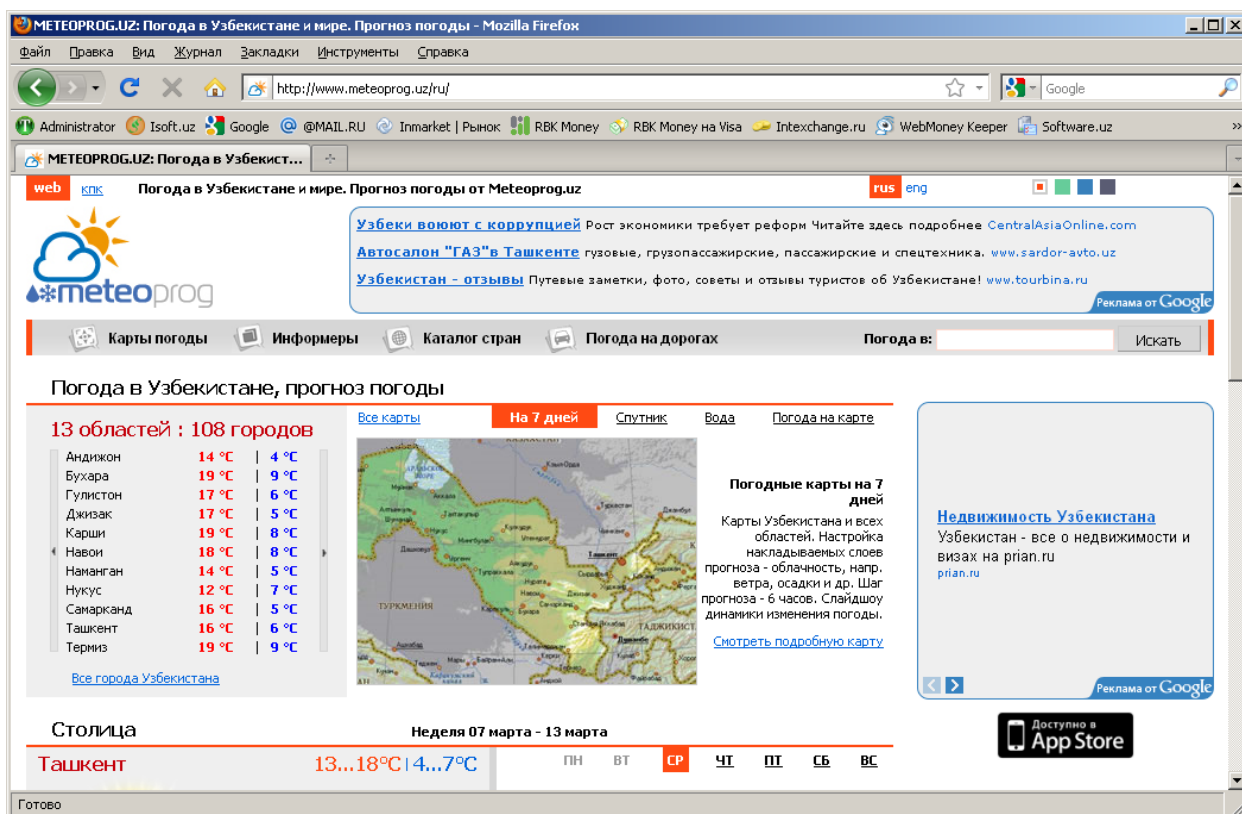 METEOPROG.UZ: Погода в Узбекистане и мире. Прогноз погоды - Mozilla Firefox
Файл Правка Вид Журнал Закладки Инструменты Справка
http://www.meteoprog.uz/ru/
Google
Administrator Isoft.uz Google @MAIL.RU Inmarket | Рынок RBK Money RBK Money на Visa Intexchange.ru WebMoney Keeper Software.uz »
METEOPROG.UZ: Погода в Узбекист...
web кпк Погода в Узбекистане и мире. Прогноз погоды от Meteoprog.uz rus eng
meteoprog
Узбеки воюют с коррупцией Рост экономики требует реформ Читайте здесь подробнее CentralAsiaOnline.com
Автосалон "ГАЗ"в Ташкенте гузовые, грузопассажирские, пассажирские и спецтехника. www.sardor-avto.uz
Узбекистан - отзывы Путевые заметки, фото, советы и отзывы туристов об Узбекистане! www.tourbina.ru
Реклама от Google
Карты погоды Информеры Каталог стран Погода на дорогах Погода в: Искать
Погода в Узбекистане, прогноз погоды
13 областей : 108 городов
Андижон 14 °C | 4 °C
Бухара 19 °C | 9 °C
Гулистон 17 °C | 6 °C
Джизак 17 °C | 5 °C
Карши 19 °C | 8 °C
Навои 18 °C | 8 °C
Наманган 14 °C | 5 °C
Нукус 12 °C | 7 °C
Самарканд 16 °C | 5 °C
Ташкент 16 °C | 6 °C
Термиз 19 °C | 9 °C
Все города Узбекистана
Все карты На 7 дней Спутник Вода Погода на карте
ТУРКМЕНИЯ
Погодные карты на 7
дней
Карты Узбекистана и всех
областей. Настройка
накладываемых слоев
прогноза - облачность, напр.
ветра, осадки и др. Шаг
прогноза - 6 часов. Слайдшоу
динамики изменения погоды.
Смотреть подробную карту
Недвижимость Узбекистана
Узбекистан - все о недвижимости и
визах на prian.ru
prian.ru
Реклама от Google
Доступно в
App Store
Столица Неделя 07 марта - 13 марта
Ташкент 13...18°C|4...7°C ПН ВТ СР ЧТ ПТ СБ ВС
Готово